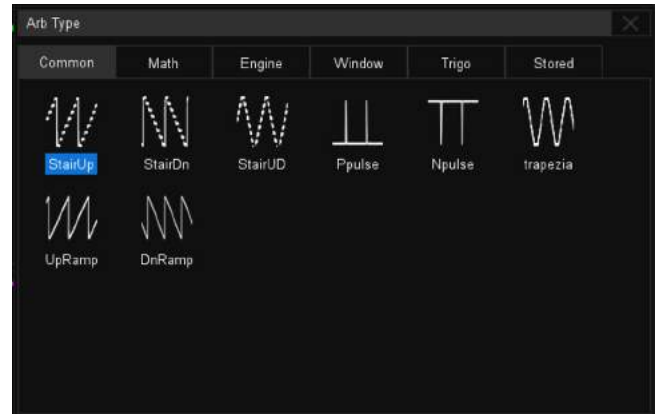 Arb Type
Common Math Engine Window Trigo Stored
StairUp StairDn StairUD Ppulse Npulse trapezia
UpRamp DnRamp